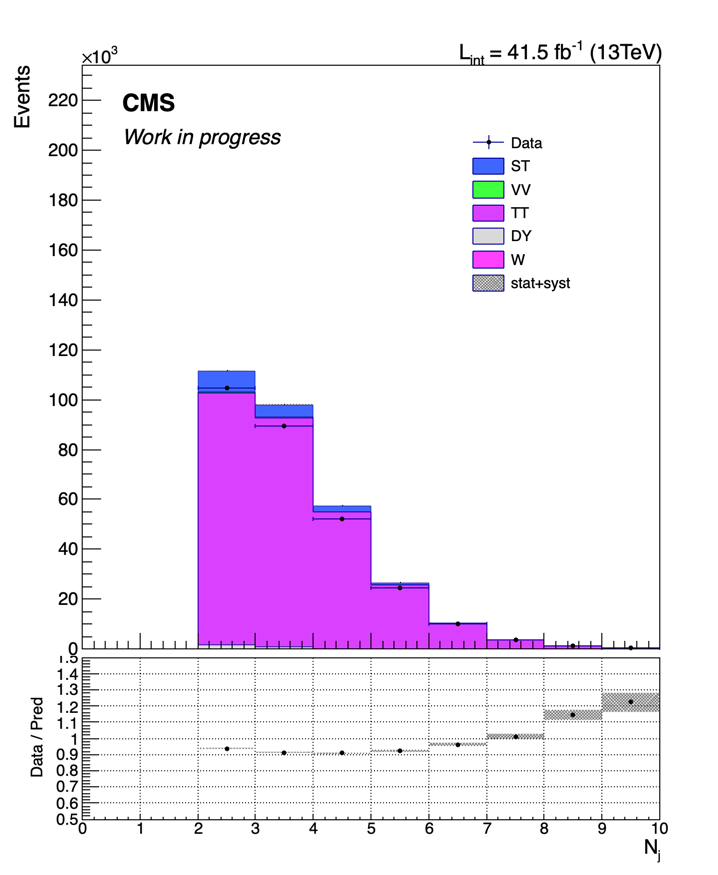 ×10³
L_int = 41.5 fb⁻¹ (13TeV)
Events
CMS
Work in progress
220
200
180
160
140
120
100
80
60
40
20
0
Data
ST
VV
TT
DY
W
stat+syst
Data / Pred
1.5
1.4
1.3
1.2
1.1
1
0.9
0.8
0.7
0.6
0.5
0 1 2 3 4 5 6 7 8 9 10
N_j